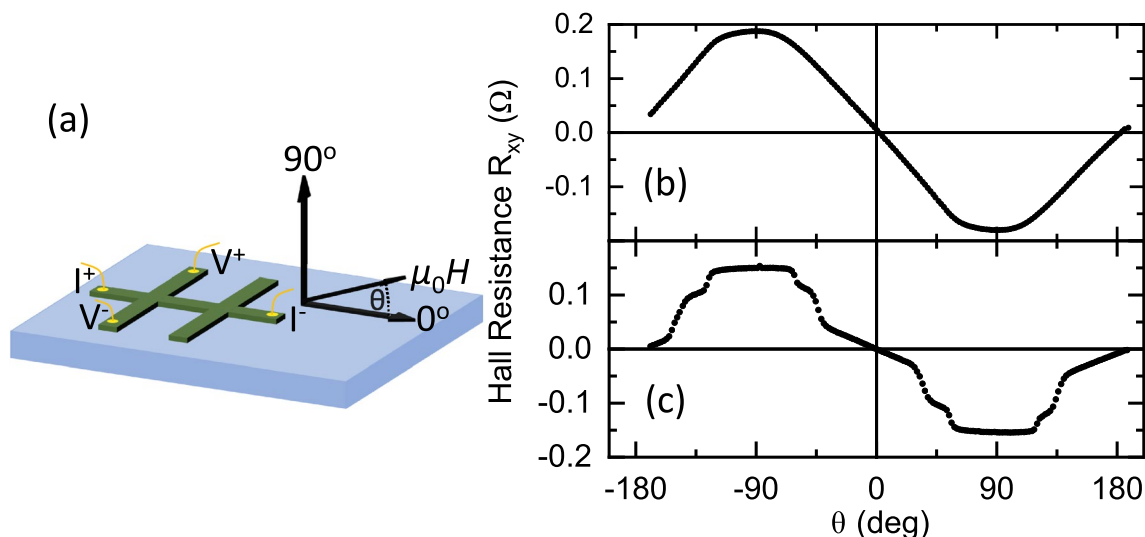 (a)
90°
V⁺
I⁺
μ₀H
V⁻
θ
I⁻
0°
Hall Resistance Rxy (Ω)
0.2
0.1
0.0
-0.1
(b)
0.1
0.0
-0.1
-0.2
(c)
-180 -90 0 90 180
θ (deg)